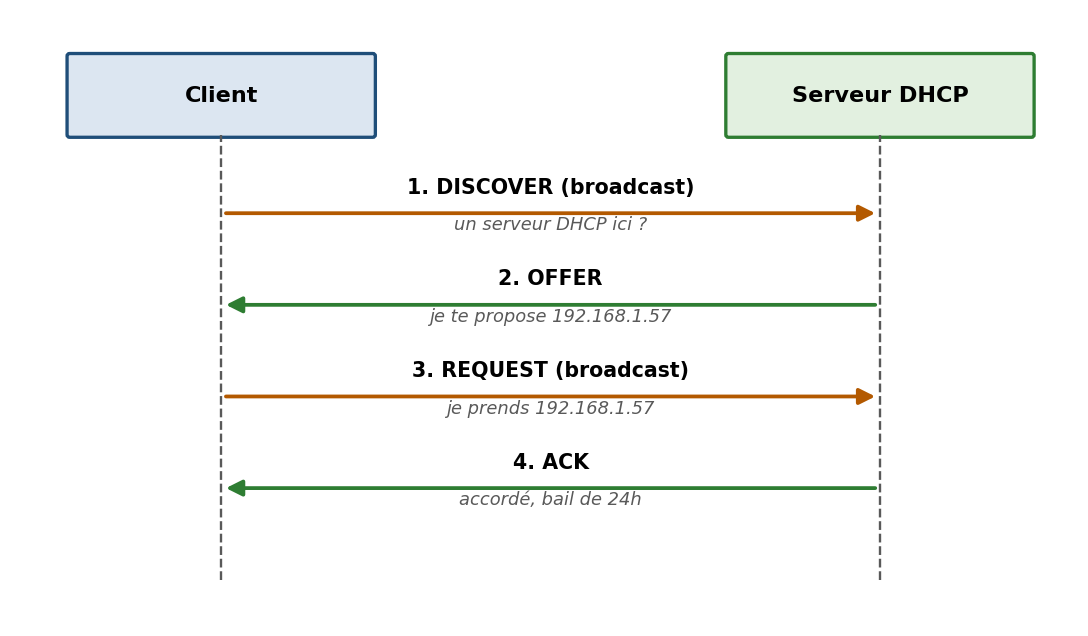 Client
Serveur DHCP
1. DISCOVER (broadcast)
un serveur DHCP ici ?
2. OFFER
je te propose 192.168.1.57
3. REQUEST (broadcast)
je prends 192.168.1.57
4. ACK
accordé, bail de 24h